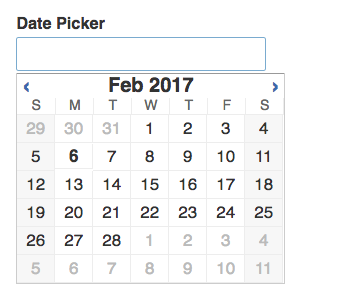 Date Picker
‹ Feb 2017 ›
S M T W T F S
29 30 31 1 2 3 4
5 6 7 8 9 10 11
12 13 14 15 16 17 18
19 20 21 22 23 24 25
26 27 28 1 2 3 4
5 6 7 8 9 10 11